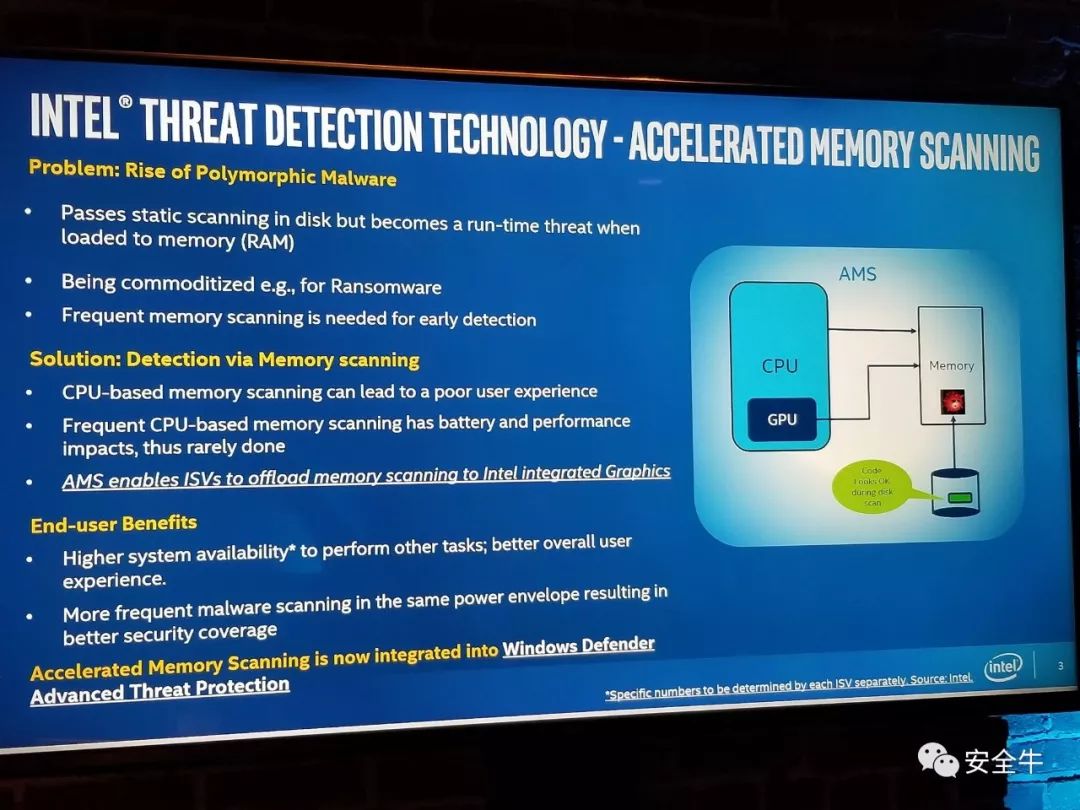 INTEL® THREAT DETECTION TECHNOLOGY - ACCELERATED MEMORY SCANNING
Problem: Rise of Polymorphic Malware
• Passes static scanning in disk but becomes a run-time threat when
loaded to memory (RAM)
• Being commoditized e.g., for Ransomware
• Frequent memory scanning is needed for early detection
Solution: Detection via Memory scanning
• CPU-based memory scanning can lead to a poor user experience
• Frequent CPU-based memory scanning has battery and performance
impacts, thus rarely done
• AMS enables ISVs to offload memory scanning to Intel integrated Graphics
End-user Benefits
• Higher system availability* to perform other tasks; better overall user
experience.
• More frequent malware scanning in the same power envelope resulting in
better security coverage
Accelerated Memory Scanning is now integrated into Windows Defender
Advanced Threat Protection
AMS
CPU
GPU
Memory
Code
Looks OK
during disk
scan
*Specific numbers to be determined by each ISV separately. Source: Intel.
intel
3
安全牛